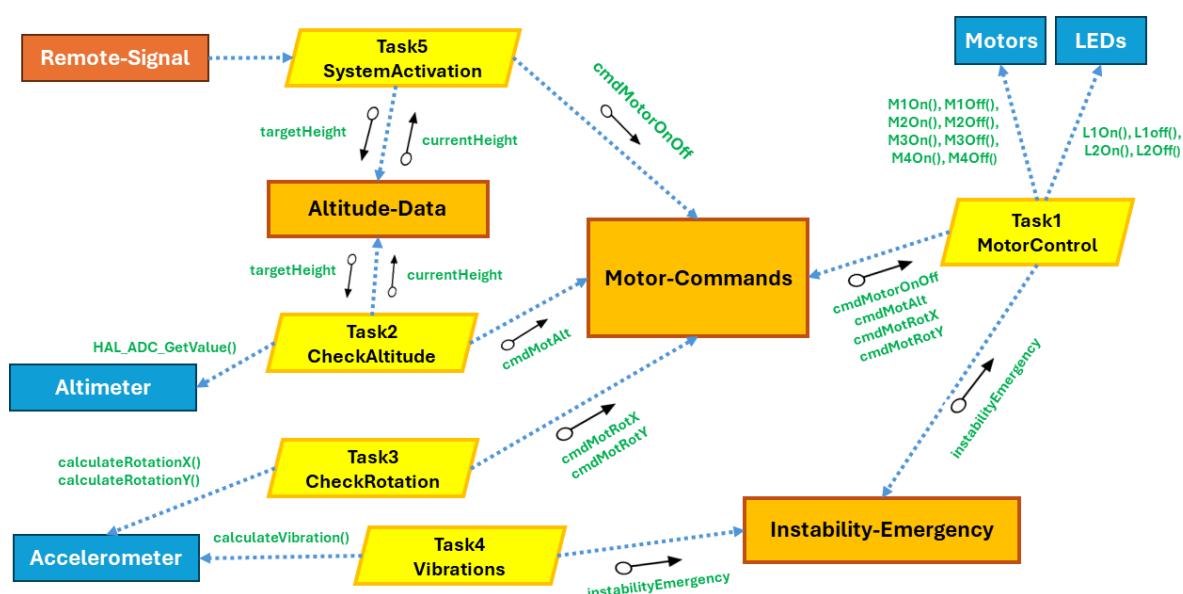 Remote-Signal
Task5
SystemActivation
Motors
LEDs
cmdMotorOnOff
M1On(), M1Off(),
M2On(), M2Off(),
M3On(), M3Off(),
M4On(), M4Off()
L1On(), L1off(),
L2On(), L2Off()
targetHeight
currentHeight
Altitude-Data
Task1
MotorControl
targetHeight
currentHeight
Motor-Commands
cmdMotorOnOff
cmdMotAlt
cmdMotRotX
cmdMotRotY
HAL_ADC_GetValue()
Task2
CheckAltitude
cmdMotAlt
Altimeter
instabilityEmergency
cmdMotRotX
cmdMotRotY
calculateRotationX()
calculateRotationY()
Task3
CheckRotation
Instability-Emergency
Accelerometer
calculateVibration()
Task4
Vibrations
instabilityEmergency